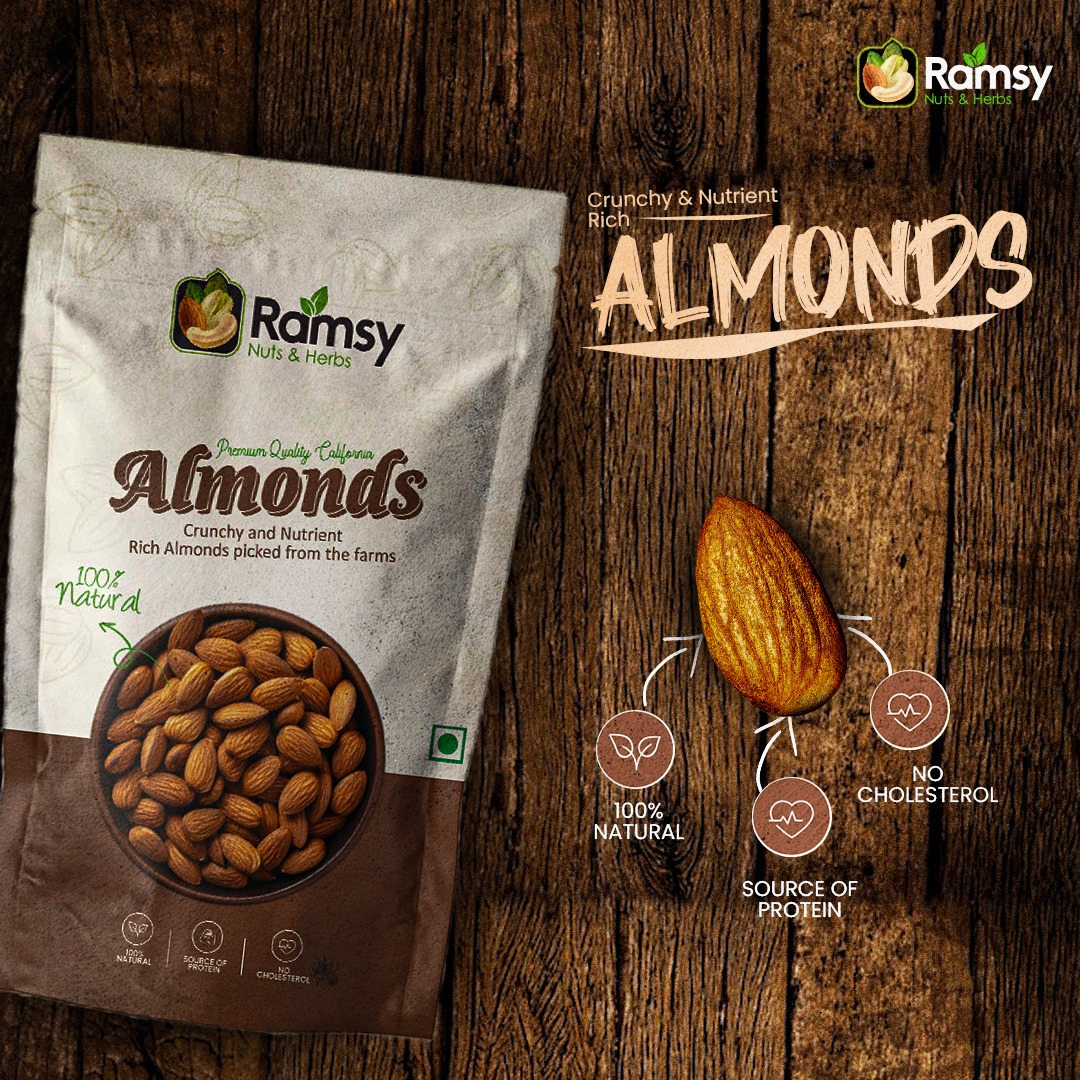 Ramsy
Nuts & Herbs
Crunchy & Nutrient
Rich
ALMONDS
Ramsy
Nuts & Herbs
Premium Quality California
Almonds
Crunchy and Nutrient
Rich Almonds picked from the farms
100%
Natural
100%
NATURAL
SOURCE OF
PROTEIN
NO
CHOLESTEROL
100%
NATURAL
SOURCE OF
PROTEIN
NO
CHOLESTEROL